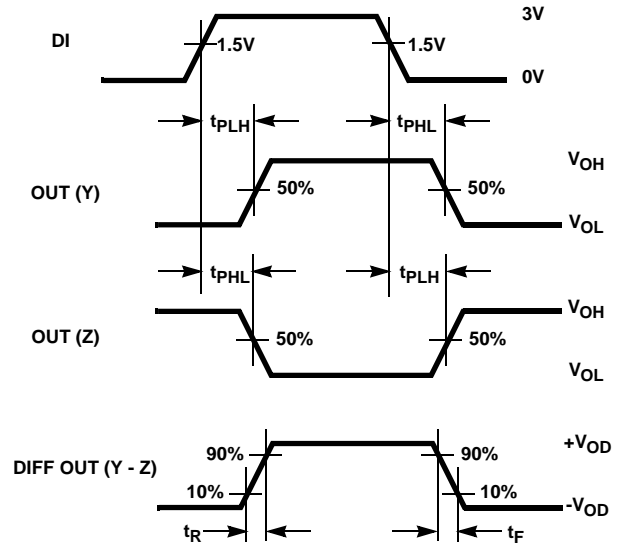 3V
DI
1.5V
1.5V
0V
tPLH
tPHL
VOH
OUT (Y)
50%
50%
VOL
tPHL
tPLH
VOH
OUT (Z)
50%
50%
VOL
+VOD
DIFF OUT (Y - Z)
90%
90%
10%
10%
-VOD
tR
tF